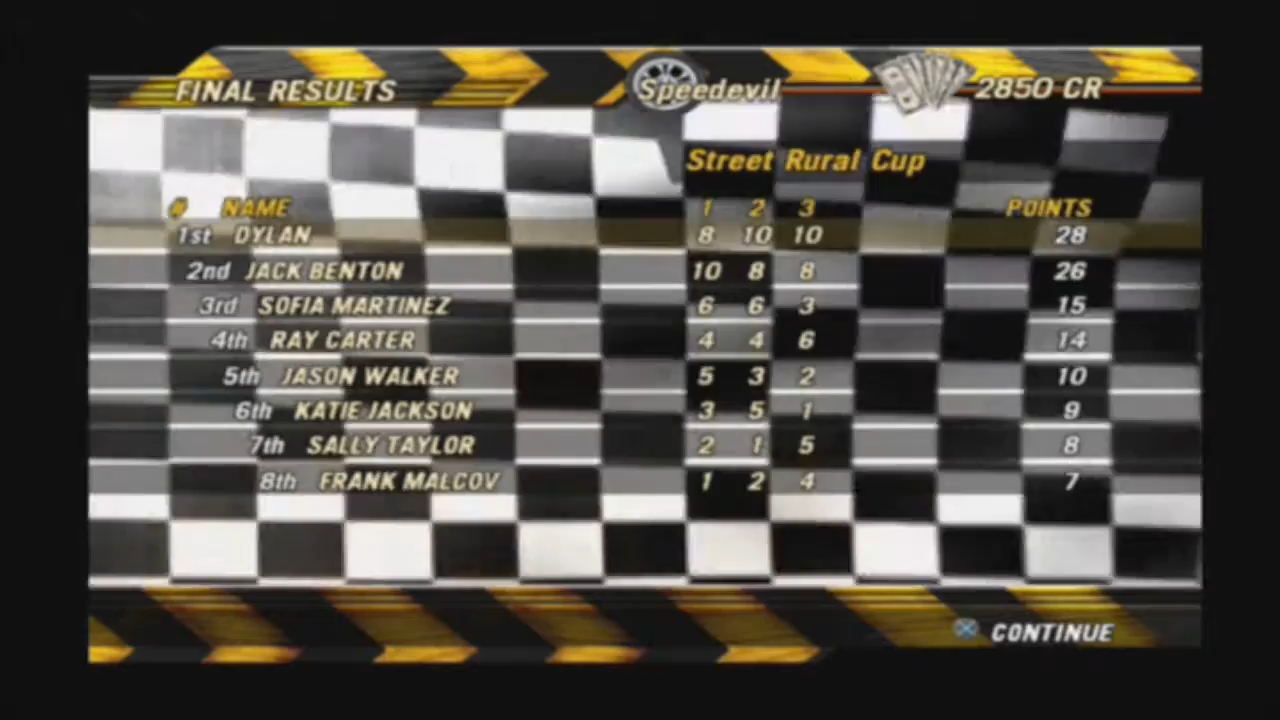 FINAL RESULTS Speedevil 2850 CR
Street Rural Cup
# NAME 1 2 3 POINTS
1st DYLAN 8 10 10 28
2nd JACK BENTON 10 8 8 26
3rd SOFIA MARTINEZ 6 6 3 15
4th RAY CARTER 4 4 6 14
5th JASON WALKER 5 3 2 10
6th KATIE JACKSON 3 5 1 9
7th SALLY TAYLOR 2 1 5 8
8th FRANK MALCOV 1 2 4 7
CONTINUE